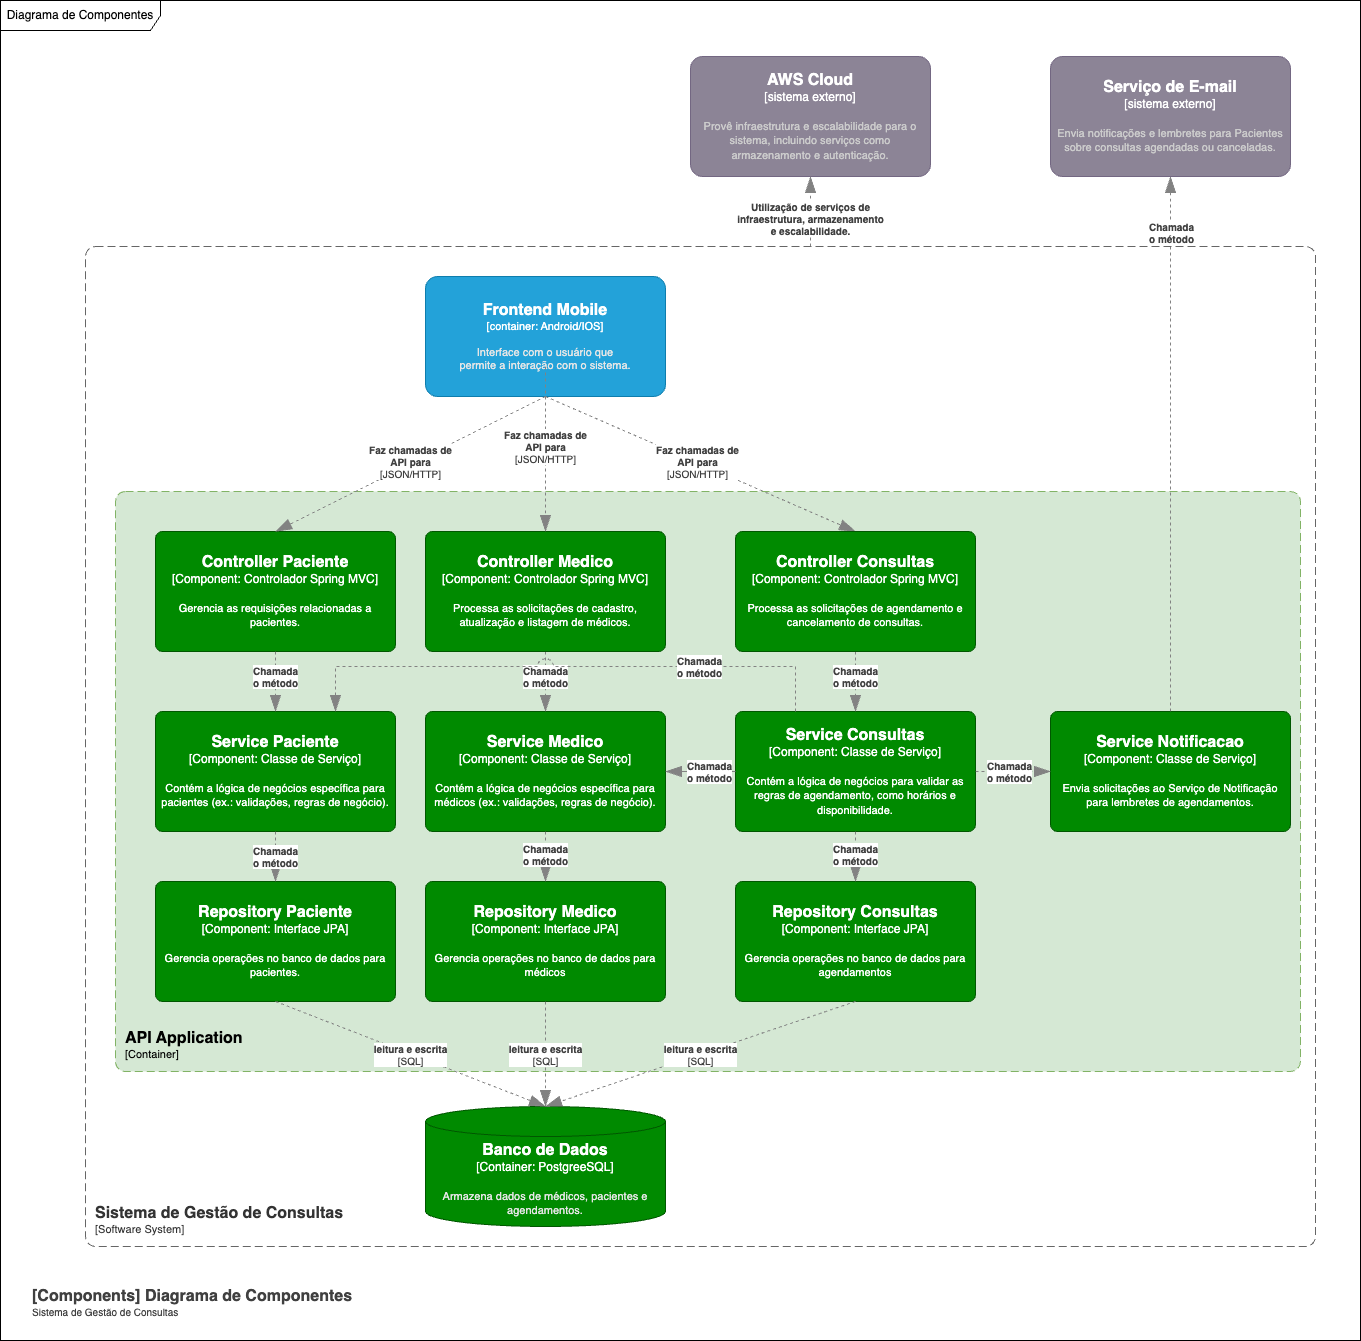 Diagrama de Componentes
AWS Cloud
[sistema externo]
Provê infraestrutura e escalabilidade para o
sistema, incluindo serviços como
armazenamento e autenticação.
Serviço de E-mail
[sistema externo]
Envia notificações e lembretes para Pacientes
sobre consultas agendadas ou canceladas.
Utilização de serviços de
infraestrutura, armazenamento
e escalabilidade.
Chamada
o método
Frontend Mobile
[container: Android/IOS]
Interface com o usuário que
permite a interação com o sistema.
Faz chamadas de
API para
[JSON/HTTP]
Faz chamadas de
API para
[JSON/HTTP]
Faz chamadas de
API para
[JSON/HTTP]
Controller Paciente
[Component: Controlador Spring MVC]
Gerencia as requisições relacionadas a
pacientes.
Controller Medico
[Component: Controlador Spring MVC]
Processa as solicitações de cadastro,
atualização e listagem de médicos.
Controller Consultas
[Component: Controlador Spring MVC]
Processa as solicitações de agendamento e
cancelamento de consultas.
Chamada
o método
Chamada
o método
Chamada
o método
Chamada
o método
Service Paciente
[Component: Classe de Serviço]
Contém a lógica de negócios específica para
pacientes (ex.: validações, regras de negócio).
Service Medico
[Component: Classe de Serviço]
Contém a lógica de negócios específica para
médicos (ex.: validações, regras de negócio).
Chamada
o método
Service Consultas
[Component: Classe de Serviço]
Contém a lógica de negócios para validar as
regras de agendamento, como horários e
disponibilidade.
Chamada
o método
Service Notificacao
[Component: Classe de Serviço]
Envia solicitações ao Serviço de Notificação
para lembretes de agendamentos.
Chamada
o método
Chamada
o método
Chamada
o método
Repository Paciente
[Component: Interface JPA]
Gerencia operações no banco de dados para
pacientes.
Repository Medico
[Component: Interface JPA]
Gerencia operações no banco de dados para
médicos
Repository Consultas
[Component: Interface JPA]
Gerencia operações no banco de dados para
agendamentos
API Application
[Container]
leitura e escrita
[SQL]
leitura e escrita
[SQL]
leitura e escrita
[SQL]
Banco de Dados
[Container: PostgreeSQL]
Armazena dados de médicos, pacientes e
agendamentos.
Sistema de Gestão de Consultas
[Software System]
[Components] Diagrama de Componentes
Sistema de Gestão de Consultas